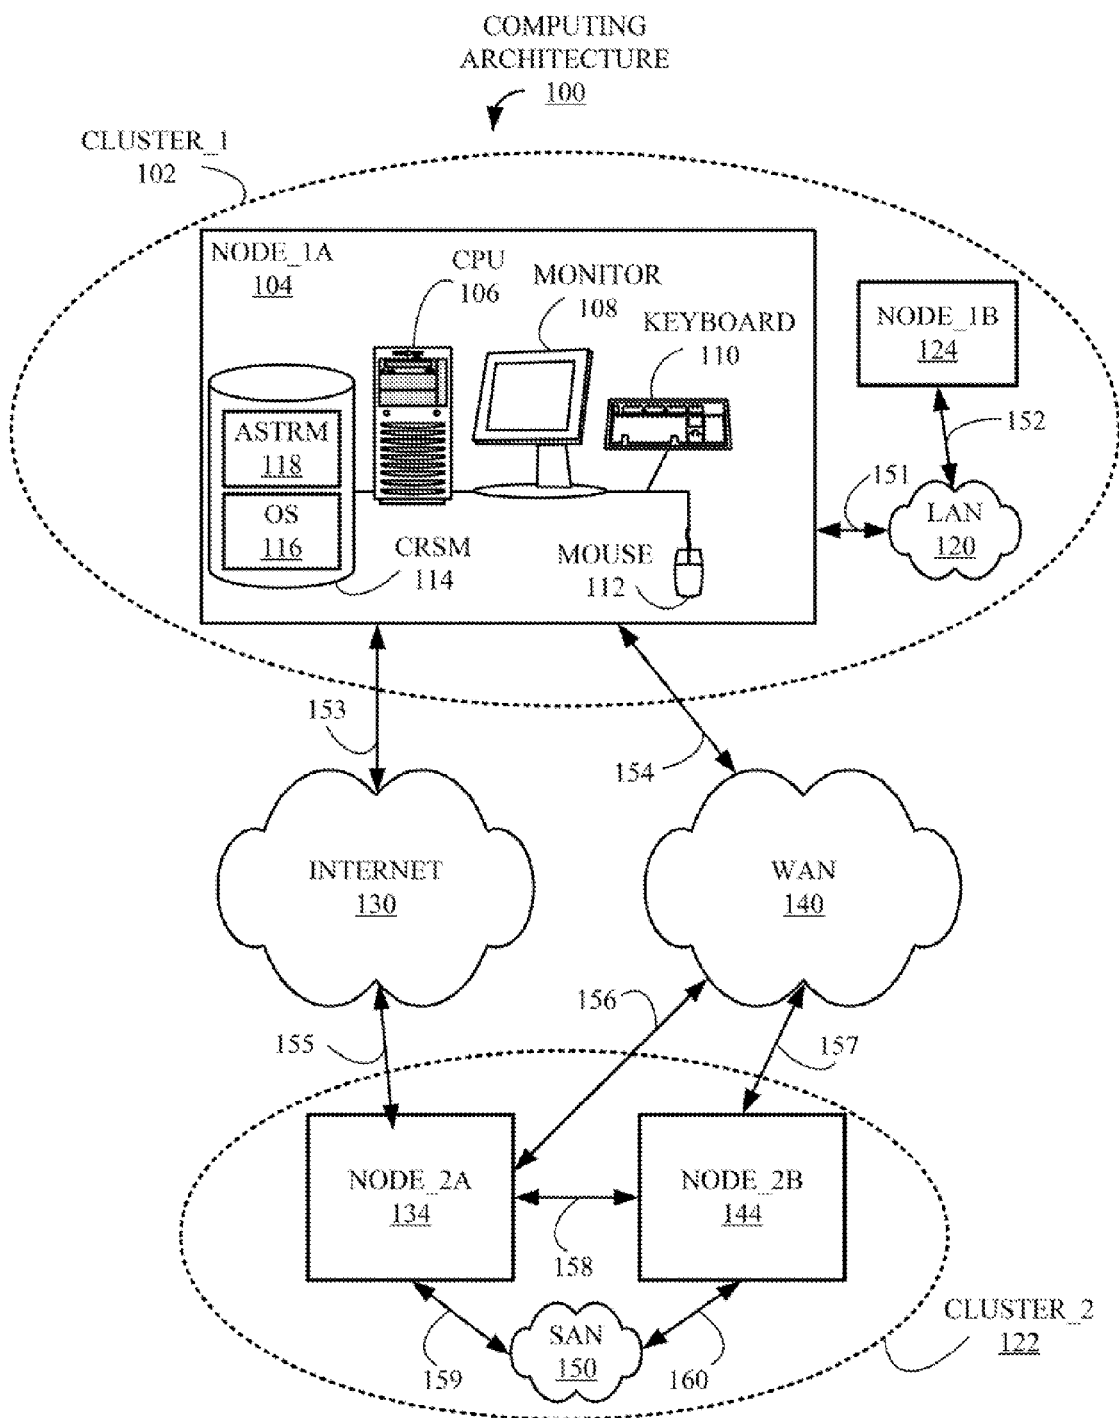 COMPUTING
ARCHITECTURE
100
CLUSTER_1
102
NODE_1A
104
CPU
106
MONITOR
108
KEYBOARD
110
NODE_1B
124
ASTRM
118
OS
116
CRSM
114
MOUSE
112
152
151
LAN
120
153
154
INTERNET
130
WAN
140
155
156
157
NODE_2A
134
NODE_2B
144
158
159
SAN
150
160
CLUSTER_2
122